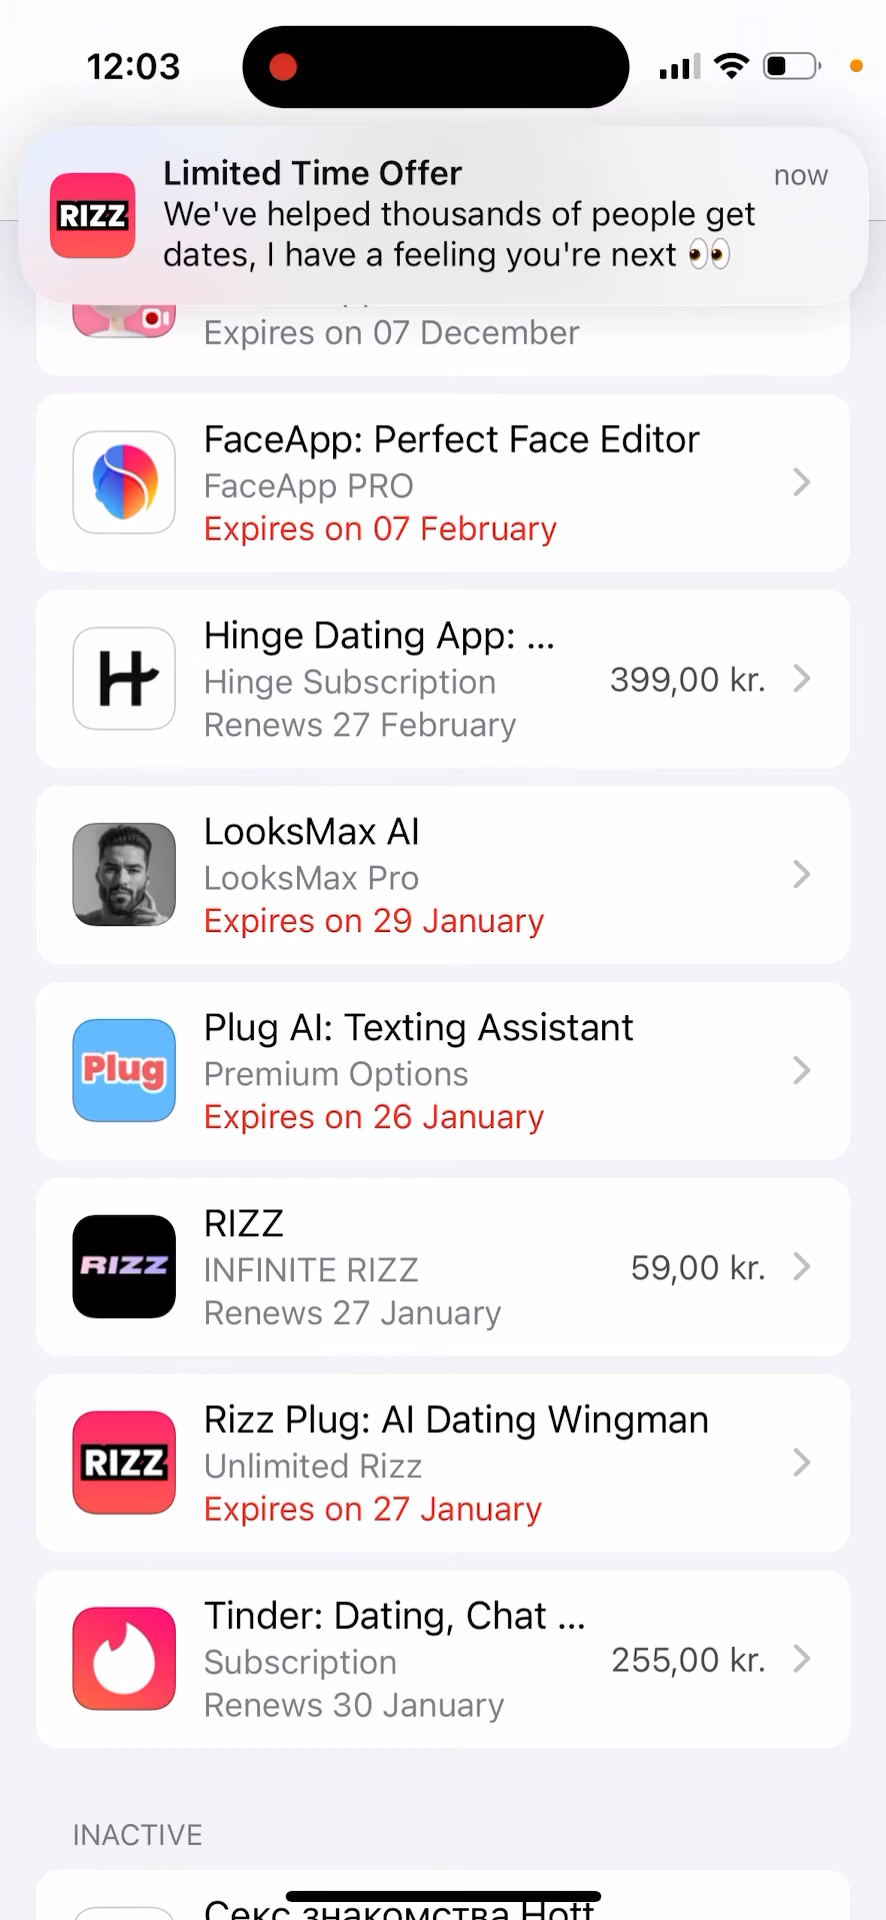 12:03
Limited Time Offer
now
RIZZ
We've helped thousands of people get
dates, I have a feeling you're next 👀
Expires on 07 December
FaceApp: Perfect Face Editor
FaceApp PRO
Expires on 07 February
Hinge Dating App: ...
Hinge Subscription
399,00 kr.
Renews 27 February
LooksMax AI
LooksMax Pro
Expires on 29 January
Plug
Plug AI: Texting Assistant
Premium Options
Expires on 26 January
RIZZ
RIZZ
INFINITE RIZZ
59,00 kr.
Renews 27 January
RIZZ
Rizz Plug: AI Dating Wingman
Unlimited Rizz
Expires on 27 January
Tinder: Dating, Chat ...
Subscription
255,00 kr.
Renews 30 January
INACTIVE
Секс знакомства Hott